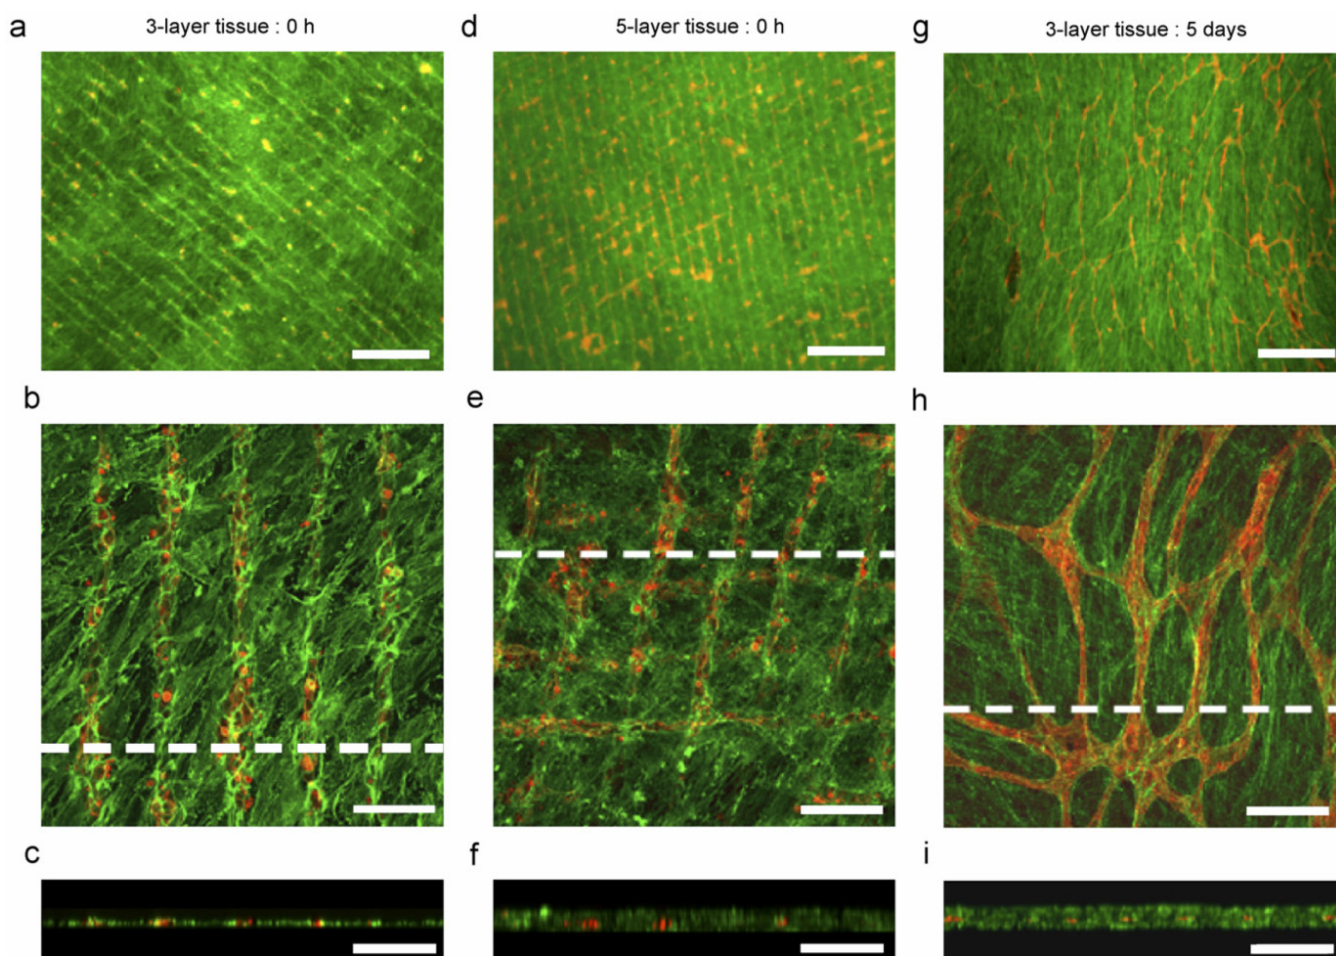 a 3-layer tissue : 0 h d 5-layer tissue : 0 h g 3-layer tissue : 5 days
b e h
c f i